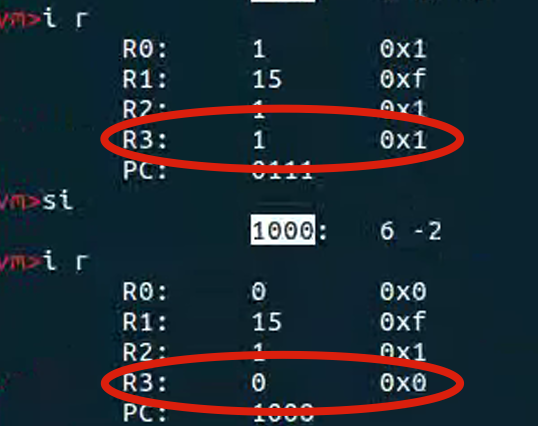 vm>i r
R0: 1 0x1
R1: 15 0xf
R2: 1 0x1
R3: 1 0x1
PC: 0111
vm>si
1000: 6 -2
vm>i r
R0: 0 0x0
R1: 15 0xf
R2: 1 0x1
R3: 0 0x0
PC: 1000